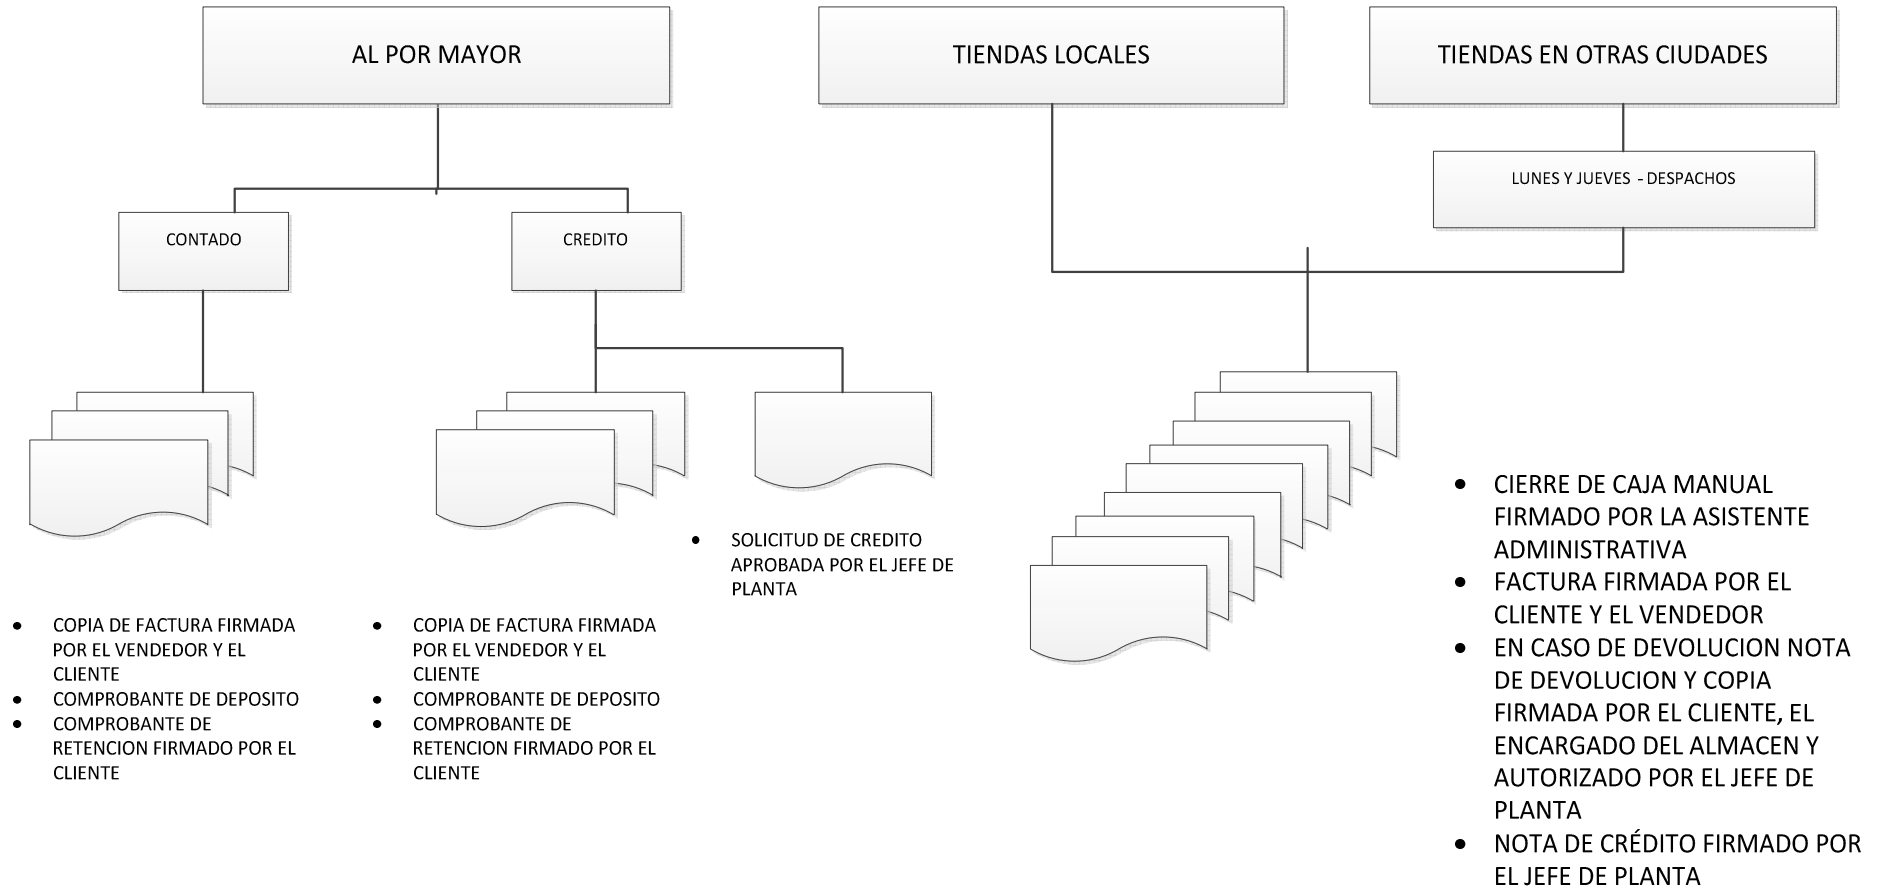 AL POR MAYOR
TIENDAS LOCALES
TIENDAS EN OTRAS CIUDADES
LUNES Y JUEVES - DESPACHOS
CONTADO
CREDITO
• SOLICITUD DE CREDITO
APROBADA POR EL JEFE DE
PLANTA
• COPIA DE FACTURA FIRMADA
POR EL VENDEDOR Y EL
CLIENTE
• COMPROBANTE DE DEPOSITO
• COMPROBANTE DE
RETENCION FIRMADO POR EL
CLIENTE
• COPIA DE FACTURA FIRMADA
POR EL VENDEDOR Y EL
CLIENTE
• COMPROBANTE DE DEPOSITO
• COMPROBANTE DE
RETENCION FIRMADO POR EL
CLIENTE
• CIERRE DE CAJA MANUAL
FIRMADO POR LA ASISTENTE
ADMINISTRATIVA
• FACTURA FIRMADA POR EL
CLIENTE Y EL VENDEDOR
• EN CASO DE DEVOLUCION NOTA
DE DEVOLUCION Y COPIA
FIRMADA POR EL CLIENTE, EL
ENCARGADO DEL ALMACEN Y
AUTORIZADO POR EL JEFE DE
PLANTA
• NOTA DE CRÉDITO FIRMADO POR
EL JEFE DE PLANTA